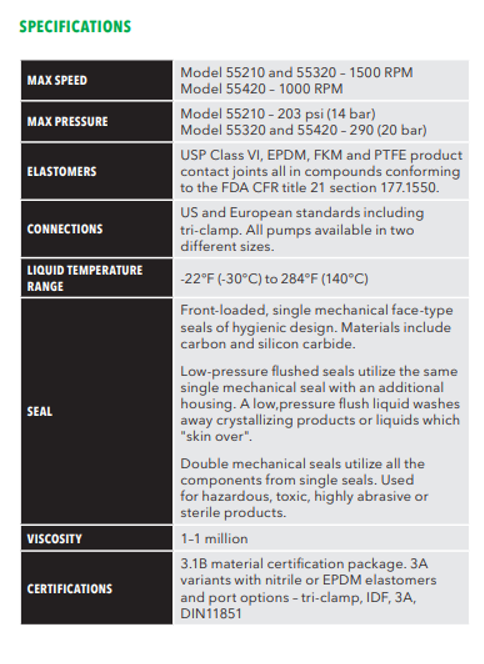 SPECIFICATIONS
MAX SPEED
Model 55210 and 55320 – 1500 RPM
Model 55420 – 1000 RPM
MAX PRESSURE
Model 55210 – 203 psi (14 bar)
Model 55320 and 55420 – 290 (20 bar)
ELASTOMERS
USP Class VI, EPDM, FKM and PTFE product
contact joints all in compounds conforming
to the FDA CFR title 21 section 177.1550.
CONNECTIONS
US and European standards including
tri-clamp. All pumps available in two
different sizes.
LIQUID TEMPERATURE
RANGE
-22°F (-30°C) to 284°F (140°C)
SEAL
Front-loaded, single mechanical face-type
seals of hygienic design. Materials include
carbon and silicon carbide.
Low-pressure flushed seals utilize the same
single mechanical seal with an additional
housing. A low,pressure flush liquid washes
away crystallizing products or liquids which
"skin over".
Double mechanical seals utilize all the
components from single seals. Used
for hazardous, toxic, highly abrasive or
sterile products.
VISCOSITY
1–1 million
CERTIFICATIONS
3.1B material certification package. 3A
variants with nitrile or EPDM elastomers
and port options – tri-clamp, IDF, 3A,
DIN11851